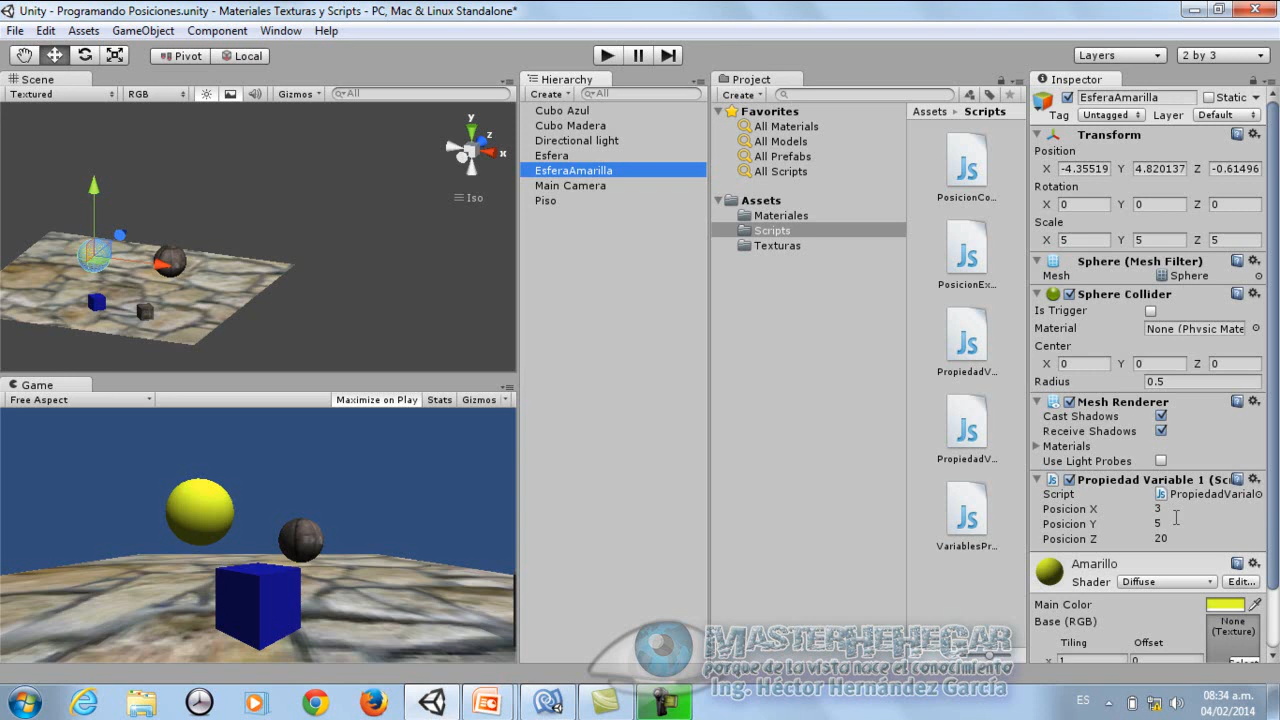 Unity - Programando Posiciones.unity - Materiales Texturas y Scripts - PC, Mac & Linux Standalone*
File Edit Assets GameObject Component Window Help
Pivot Local Layers 2 by 3
Scene
Textured RGB Gizmos All
y
z
x
Iso
Game
Free Aspect Maximize on Play Stats Gizmos
Hierarchy
Create All
Cubo Azul
Cubo Madera
Directional light
Esfera
EsferaAmarilla
Main Camera
Piso
Project
Create
Favorites
All Materials
All Models
All Prefabs
All Scripts
Assets
Materiales
Scripts
Texturas
Assets Scripts
Js
PosicionCo...
Js
PosicionEx...
Js
PropiedadV...
Js
PropiedadV...
Js
VariablesPr...
Inspector
EsferaAmarilla Static
Tag Untagged Layer Default
Transform
Position
X -4.35519 Y 4.820137 Z -0.61496
Rotation
X 0 Y 0 Z 0
Scale
X 5 Y 5 Z 5
Sphere (Mesh Filter)
Mesh Sphere
Sphere Collider
Is Trigger
Material None (Physic Mate
Center
X 0 Y 0 Z 0
Radius 0.5
Mesh Renderer
Cast Shadows
Receive Shadows
Materials
Use Light Probes
Propiedad Variable 1 (Scr
Script PropiedadVarial
Posicion X 3
Posicion Y 5
Posicion Z 20
Amarillo
Shader Diffuse Edit...
Main Color
Base (RGB) None
(Texture)
Tiling Offset
MasterHeheGar
porque de la vista nace el conocimiento
Ing. Héctor Hernández García
ES
08:34 a.m.
04/02/2014